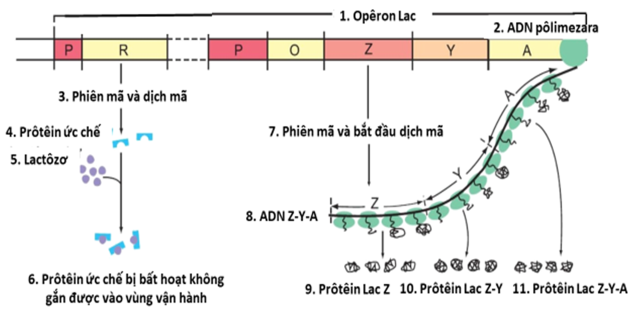 1. Opêron Lac
2. ADN pôlimezara
P R P O Z Y A
3. Phiên mã và dịch mã
4. Prôtêin ức chế
5. Lactôzơ
7. Phiên mã và bắt đầu dịch mã
A
Y
Z
8. ADN Z-Y-A
6. Prôtêin ức chế bị bất hoạt không
gắn được vào vùng vận hành
9. Prôtêin Lac Z 10. Prôtêin Lac Z-Y 11. Prôtêin Lac Z-Y-A